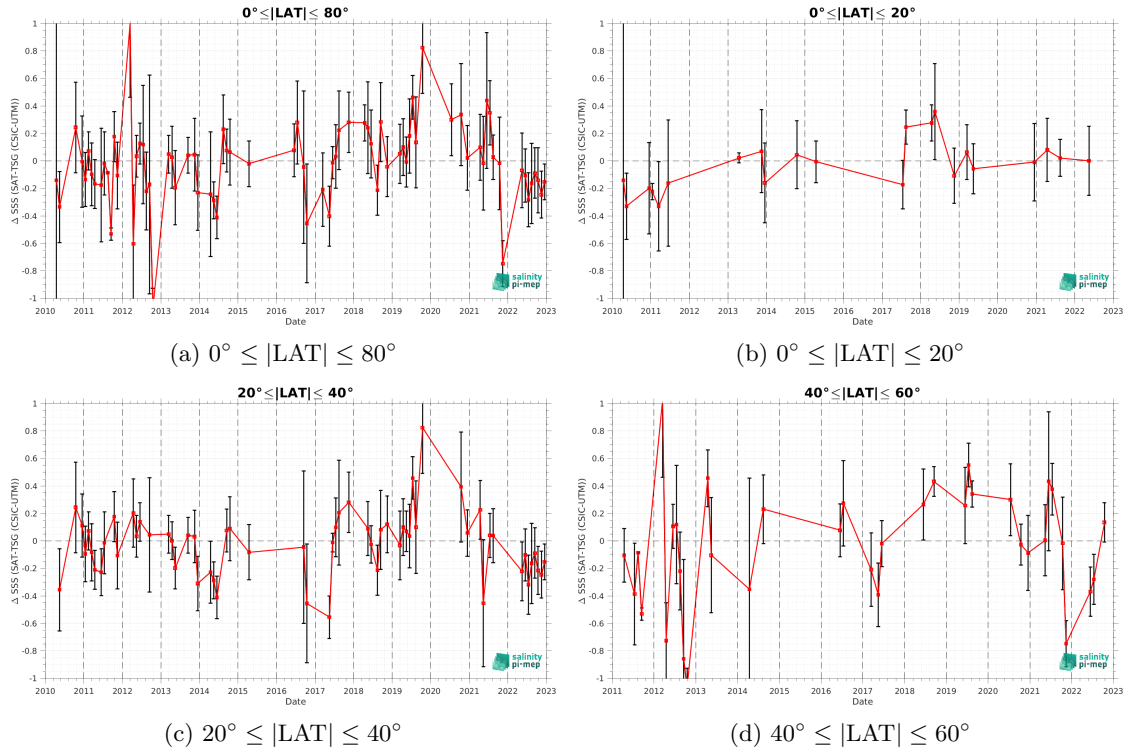 0°≤|LAT|≤ 80°
Δ SSS (SAT-TSG (CSIC-UTM))
1
0.8
0.6
0.4
0.2
0
-0.2
-0.4
-0.6
-0.8
-1
2010 2011 2012 2013 2014 2015 2016 2017 2018 2019 2020 2021 2022 2023
Date
salinity
pi-mep
(a) 0° ≤ |LAT| ≤ 80°
0°≤|LAT|≤ 20°
Δ SSS (SAT-TSG (CSIC-UTM))
1
0.8
0.6
0.4
0.2
0
-0.2
-0.4
-0.6
-0.8
-1
2010 2011 2012 2013 2014 2015 2016 2017 2018 2019 2020 2021 2022 2023
Date
salinity
pi-mep
(b) 0° ≤ |LAT| ≤ 20°
20°≤|LAT|≤ 40°
Δ SSS (SAT-TSG (CSIC-UTM))
1
0.8
0.6
0.4
0.2
0
-0.2
-0.4
-0.6
-0.8
-1
2010 2011 2012 2013 2014 2015 2016 2017 2018 2019 2020 2021 2022 2023
Date
salinity
pi-mep
(c) 20° ≤ |LAT| ≤ 40°
40°≤|LAT|≤ 60°
Δ SSS (SAT-TSG (CSIC-UTM))
1
0.8
0.6
0.4
0.2
0
-0.2
-0.4
-0.6
-0.8
-1
2011 2012 2013 2014 2015 2016 2017 2018 2019 2020 2021 2022 2023
Date
salinity
pi-mep
(d) 40° ≤ |LAT| ≤ 60°